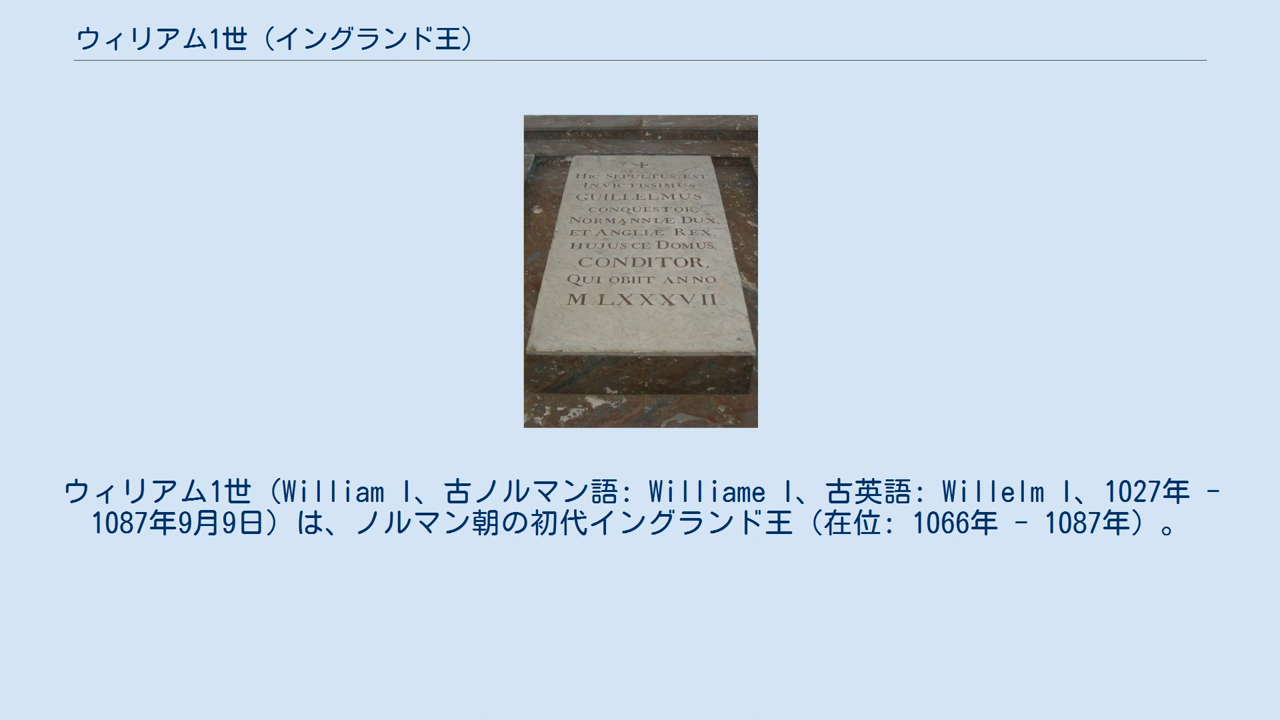 ウィリアム1世（イングランド王）
HIC SEPULTUS EST
INVICTISSIMUS
GUILLELMUS
CONQUESTOR,
NORMANNIÆ DUX,
ET ANGLIÆ REX,
HUJUSCE DOMUS,
CONDITOR,
QUI OBIIT ANNO
M.LXXXVII
ウィリアム1世（William I、古ノルマン語: Williame I、古英語: Willelm I、1027年 -
1087年9月9日）は、ノルマン朝の初代イングランド王（在位: 1066年 - 1087年）。